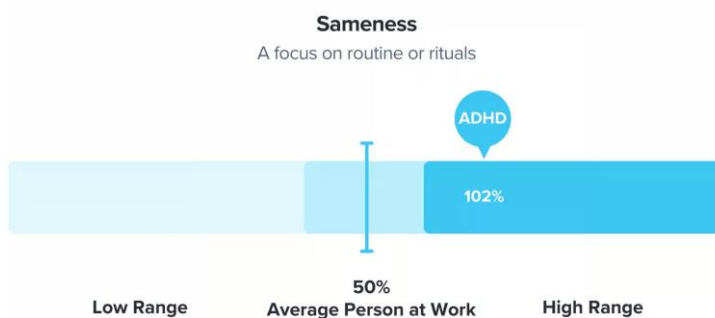 Sameness
A focus on routine or rituals
ADHD
102%
50%
Low Range
Average Person at Work
High Range